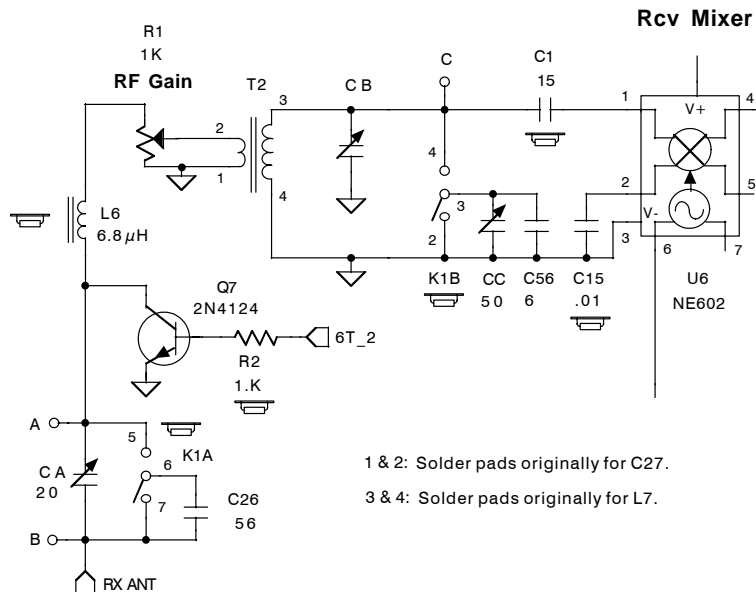 Rcv Mixer
R1
1K
RF Gain
T2
C B
C
C1
15
2
1
3
4
4
3
2
1
2
3
V+
V-
4
5
6
7
L6
6.8µH
K1B
CC
50
C56
6
C15
.01
U6
NE602
Q7
2N4124
R2
1.K
6T_2
A
CA
20
B
5
6
7
K1A
C26
56
RX ANT
1 & 2: Solder pads originally for C27.
3 & 4: Solder pads originally for L7.